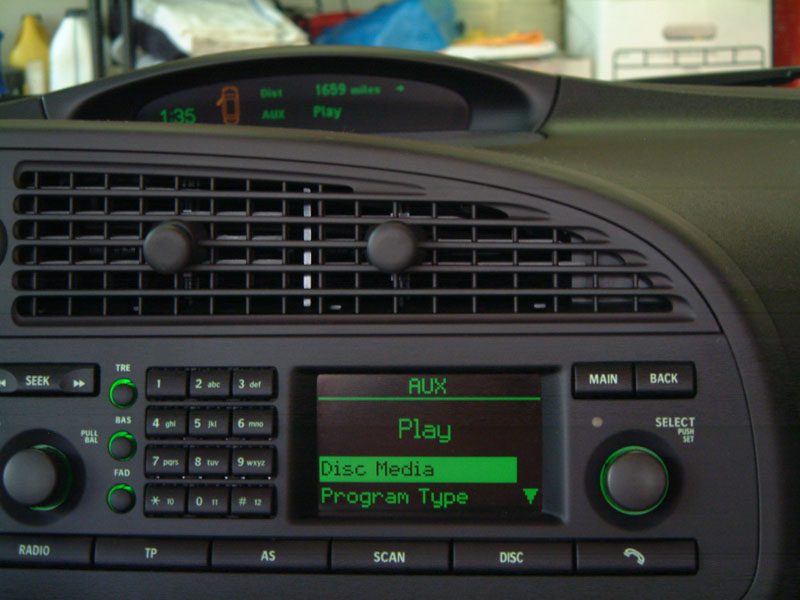 Dist 1659 miles
1:35 AUX Play
SEEK
TRE
BAS
PULL BAL
FAD
1 2 abc 3 def
4 ghi 5 jkl 6 mno
7 pqrs 8 tuv 9 wxyz
* 10 0 11 # 12
AUX
Play
Disc Media
Program Type
MAIN BACK
SELECT
PUSH
SET
RADIO TP AS SCAN DISC